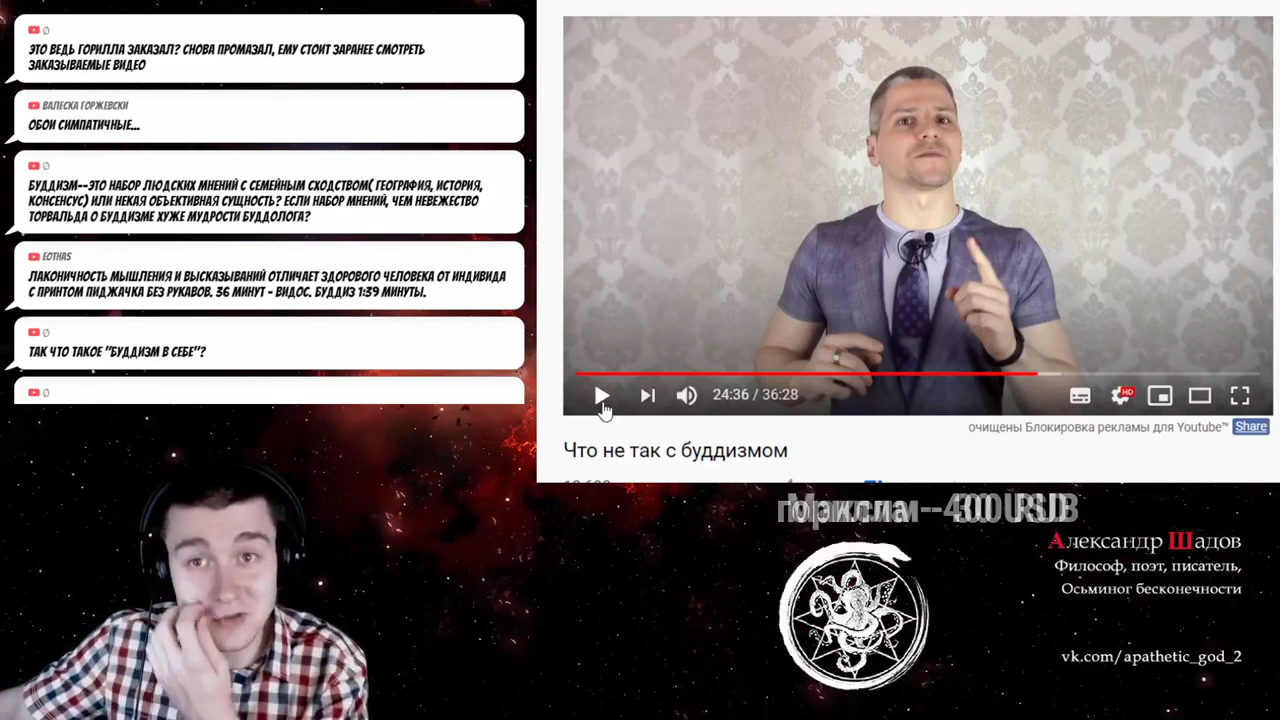 Ø
ЭТО ВЕДЬ ГОРИЛЛА ЗАКАЗАЛ? СНОВА ПРОМАЗАЛ, ЕМУ СТОИТ ЗАРАНЕЕ СМОТРЕТЬ
ЗАКАЗЫВАЕМЫЕ ВИДЕО
ВАЛЕСКА ГОРЖЕВСКИ
ОБОИ СИМПАТИЧНЫЕ...
Ø
БУДДИЗМ--ЭТО НАБОР ЛЮДСКИХ МНЕНИЙ С СЕМЕЙНЫМ СХОДСТВОМ( ГЕОГРАФИЯ, ИСТОРИЯ,
КОНСЕНСУС) ИЛИ НЕКАЯ ОБЪЕКТИВНАЯ СУЩНОСТЬ? ЕСЛИ НАБОР МНЕНИЙ, ЧЕМ НЕВЕЖЕСТВО
ТОРВАЛЬДА О БУДДИЗМЕ ХУЖЕ МУДРОСТИ БУДДОЛОГА?
EOTHAS
ЛАКОНИЧНОСТЬ МЫШЛЕНИЯ И ВЫСКАЗЫВАНИЙ ОТЛИЧАЕТ ЗДОРОВОГО ЧЕЛОВЕКА ОТ ИНДИВИДА
С ПРИНТОМ ПИДЖАЧКА БЕЗ РУКАВОВ. 36 МИНУТ - ВИДОС. БУДДИЗ 1:39 МИНУТЫ.
Ø
ТАК ЧТО ТАКОЕ "БУДДИЗМ В СЕБЕ"?
Ø
24:36 / 36:28
HD
очищены Блокировка рекламы для Youtube™ Share
Что не так с буддизмом
Александр Шадов
Философ, поэт, писатель,
Осьминог бесконечности
vk.com/apathetic_god_2